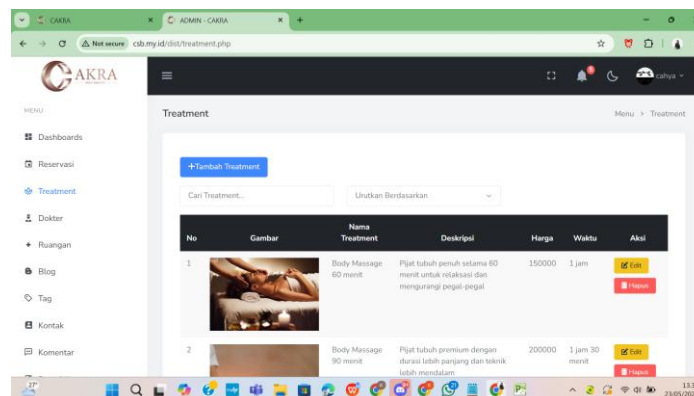 CAKRA
ADMIN - CAKRA
Not secure csb.my.id/dist/treatment.php
CAKRA
cahya
MENU
Treatment
Menu > Treatment
Dashboards
Reservasi
Treatment
Dokter
Ruangan
Blog
Tag
Kontak
Komentar
+Tambah Treatment
Cari Treatment...
Urutkan Berdasarkan
No Gambar Nama Treatment Deskripsi Harga Waktu Aksi
1 Body Massage 60 menit Pijat tubuh penuh selama 60 menit untuk relaksasi dan mengurangi pegal-pegal 150000 1 jam Edit
Hapus
2 Body Massage 90 menit Pijat tubuh premium dengan durasi lebih panjang dan teknik lebih mendalam 200000 1 jam 30 menit Edit
Hapus
27°